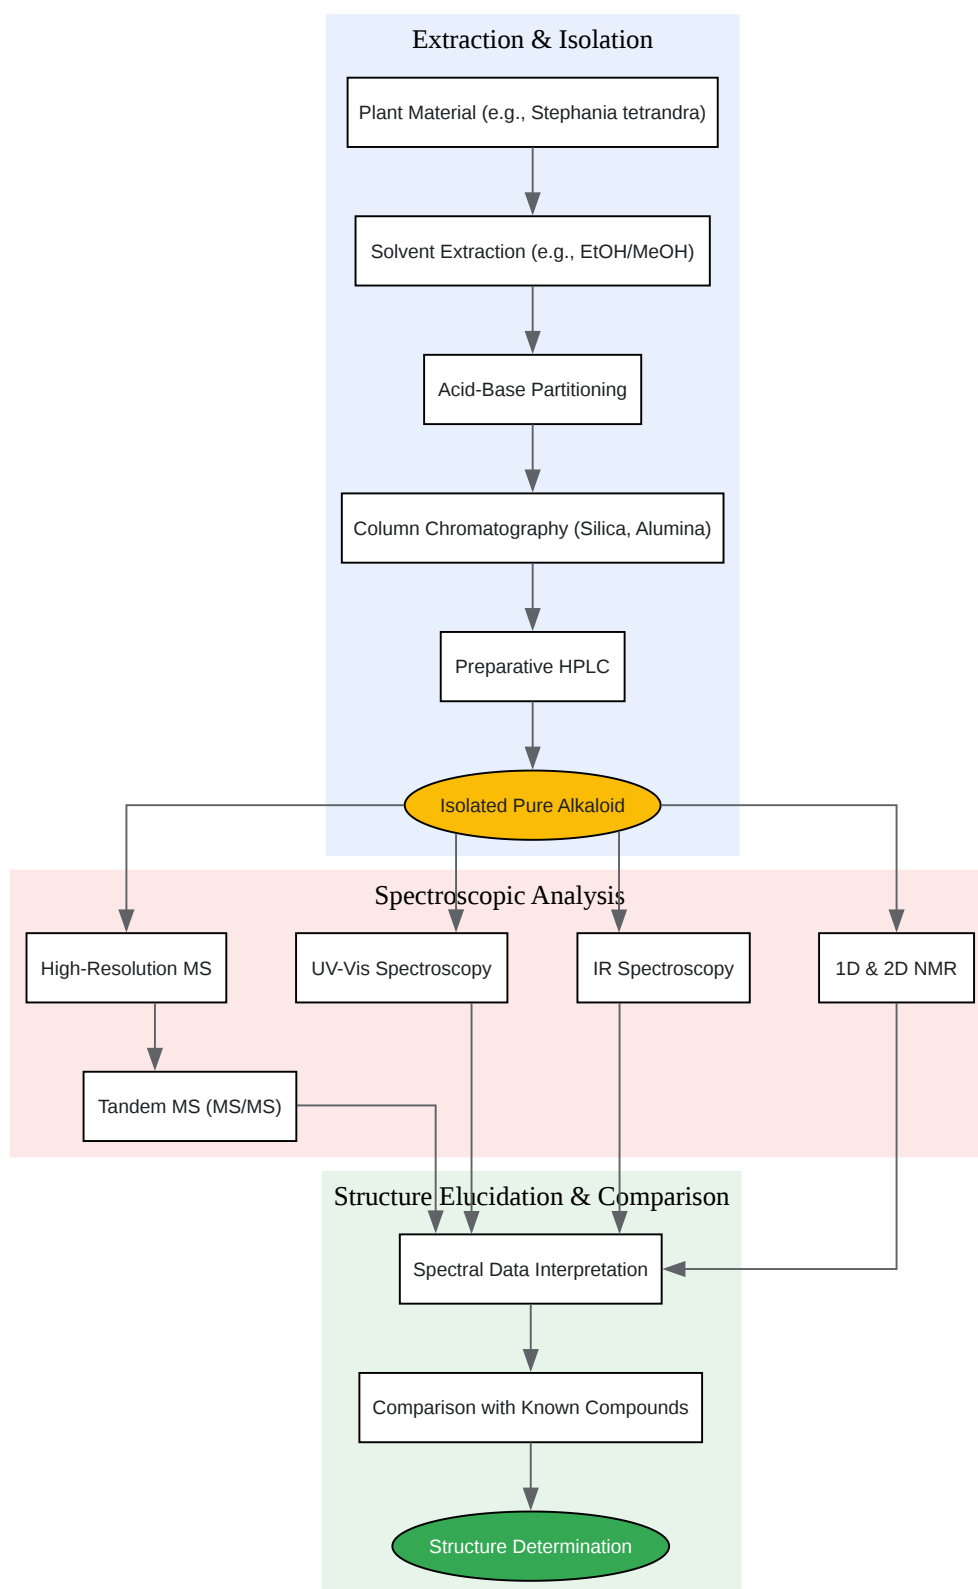 Extraction & Isolation
Plant Material (e.g., Stephania tetrandra)
Solvent Extraction (e.g., EtOH/MeOH)
Acid-Base Partitioning
Column Chromatography (Silica, Alumina)
Preparative HPLC
Isolated Pure Alkaloid
Spectroscopic Analysis
High-Resolution MS
UV-Vis Spectroscopy
IR Spectroscopy
1D & 2D NMR
Tandem MS (MS/MS)
Structure Elucidation & Comparison
Spectral Data Interpretation
Comparison with Known Compounds
Structure Determination